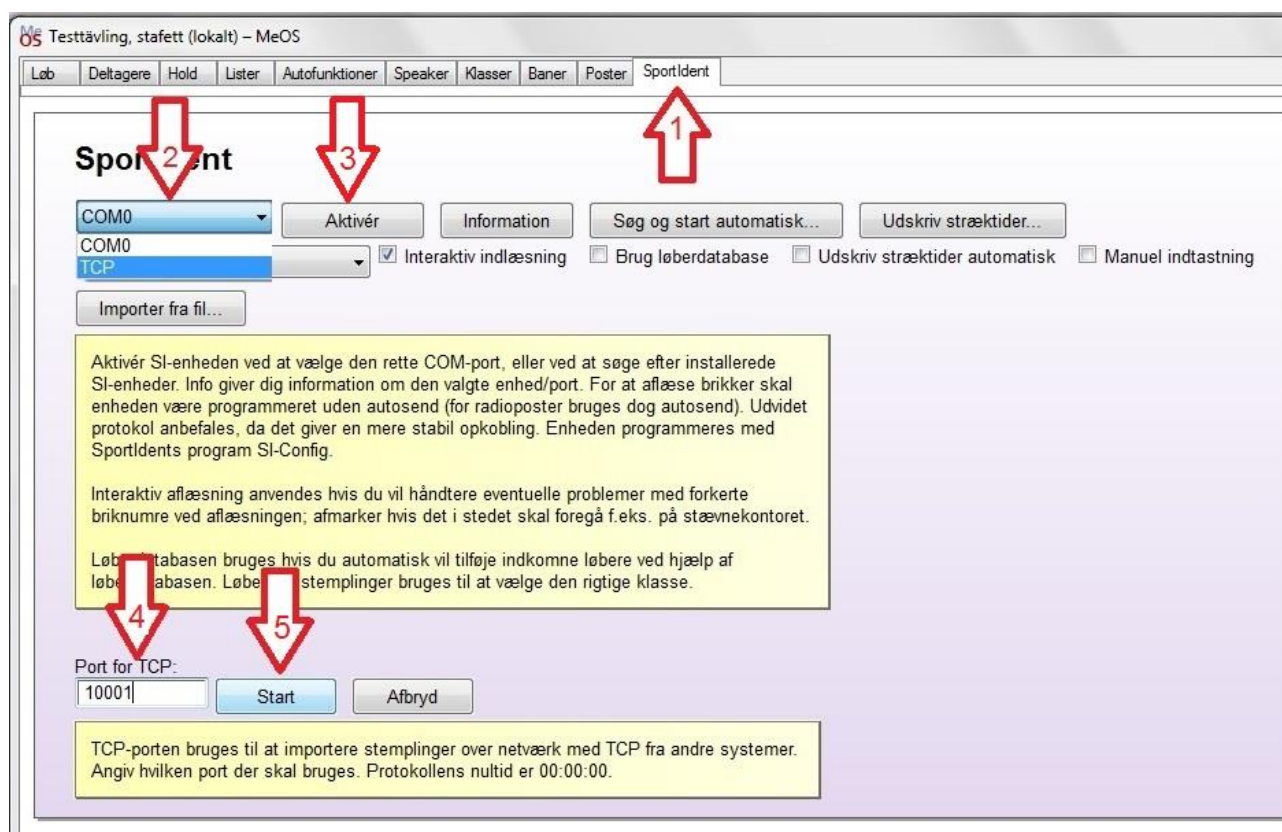 MeOS Testtävling, stafett (lokalt) – MeOS
Løb Deltagere Hold Lister Autofunktioner Speaker Klasser Baner Poster SportIdent
1
2 3
COM0 Aktivér Information Søg og start automatisk... Udskriv stræktider...
COM0
TCP Interaktiv indlæsning Brug løberdatabase Udskriv stræktider automatisk Manuel indtastning
Importer fra fil...
Aktivér SI-enheden ved at vælge den rette COM-port, eller ved at søge efter installerede
SI-enheder. Info giver dig information om den valgte enhed/port. For at aflæse brikker skal
enheden være programmeret uden autosend (for radioposter bruges dog autosend). Udvidet
protokol anbefales, da det giver en mere stabil opkobling. Enheden programmeres med
SportIdents program SI-Config.
Interaktiv aflæsning anvendes hvis du vil håndtere eventuelle problemer med forkerte
briknumre ved aflæsningen; afmarker hvis det i stedet skal foregå f.eks. på stævnekontoret.
bruges hvis du automatisk vil tilføje indkomne løbere ved hjælp af
stemplinger bruges til at vælge den rigtige klasse.
4 5
Port for TCP:
10001 Start Afbryd
TCP-porten bruges til at importere stemplinger over netværk med TCP fra andre systemer.
Angiv hvilken port der skal bruges. Protokollens nultid er 00:00:00.